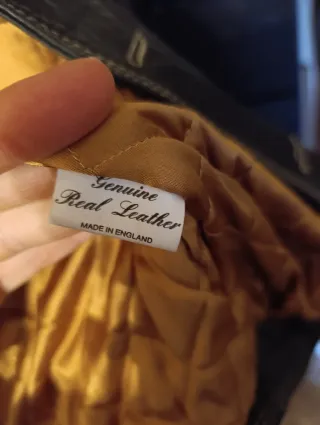 Genuine
Real Leather
MADE IN ENGLAND